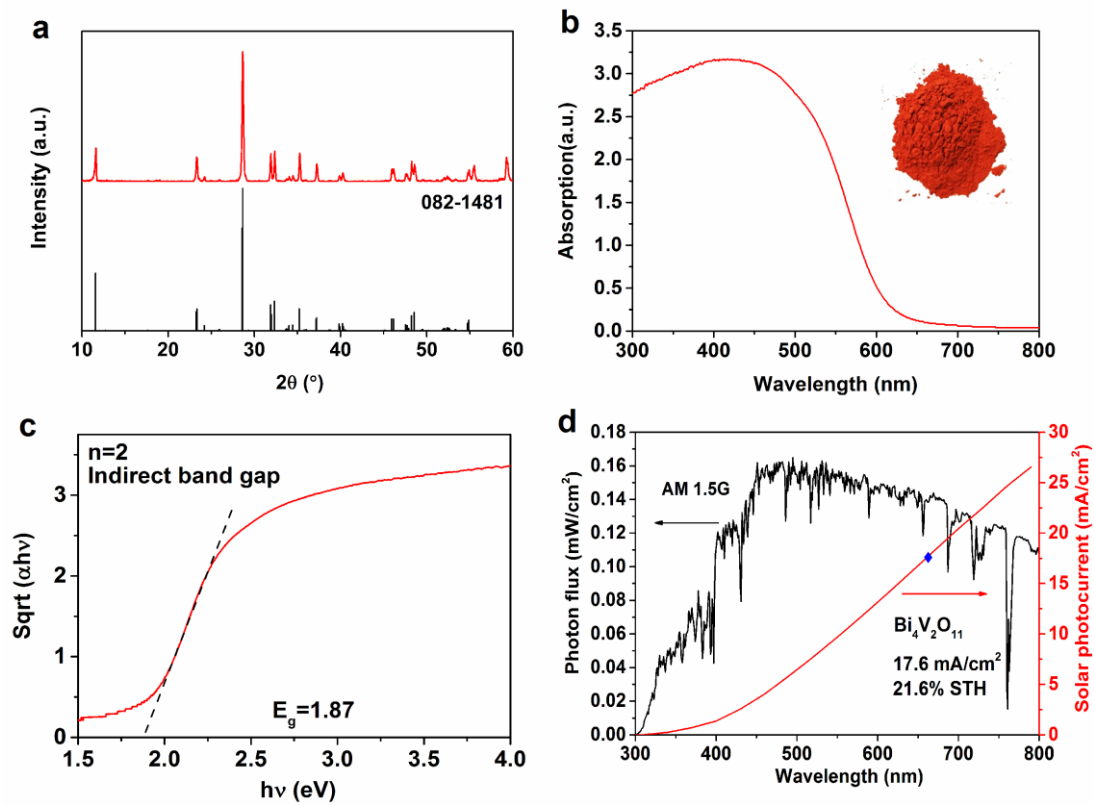 a
Intensity (a.u.)
082-1481
10 20 30 40 50 60
2θ (°)
b
Absorption(a.u.)
3.5
3.0
2.5
2.0
1.5
1.0
0.5
0.0
300 400 500 600 700 800
Wavelength (nm)
c
n=2
Indirect band gap
Sqrt (αhν)
3
2
1
0
E_g=1.87
1.5 2.0 2.5 3.0 3.5 4.0
hν (eV)
d
Photon flux (mW/cm²)
0.18
0.16
0.14
0.12
0.10
0.08
0.06
0.04
0.02
0.00
AM 1.5G
Bi₄V₂O₁₁
17.6 mA/cm²
21.6% STH
30
25
20
15
10
5
0
Solar photocurrent (mA/cm²)
300 400 500 600 700 800
Wavelength (nm)